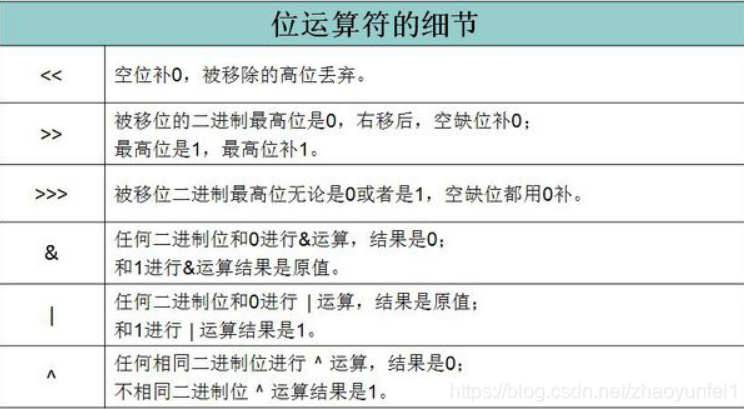 位运算符的细节
<<
空位补0，被移除的高位丢弃。
>>
被移位的二进制最高位是0，右移后，空缺位补0；
最高位是1，最高位补1。
>>>
被移位二进制最高位无论是0或者是1，空缺位都用0补。
&
任何二进制位和0进行&运算，结果是0；
和1进行&运算结果是原值。
|
任何二进制位和0进行 | 运算，结果是原值；
和1进行 | 运算结果是1。
^
任何相同二进制位进行 ^ 运算，结果是0；
不相同二进制位 ^ 运算结果是1。
https://blog.csdn.net/zhaoyunfei1